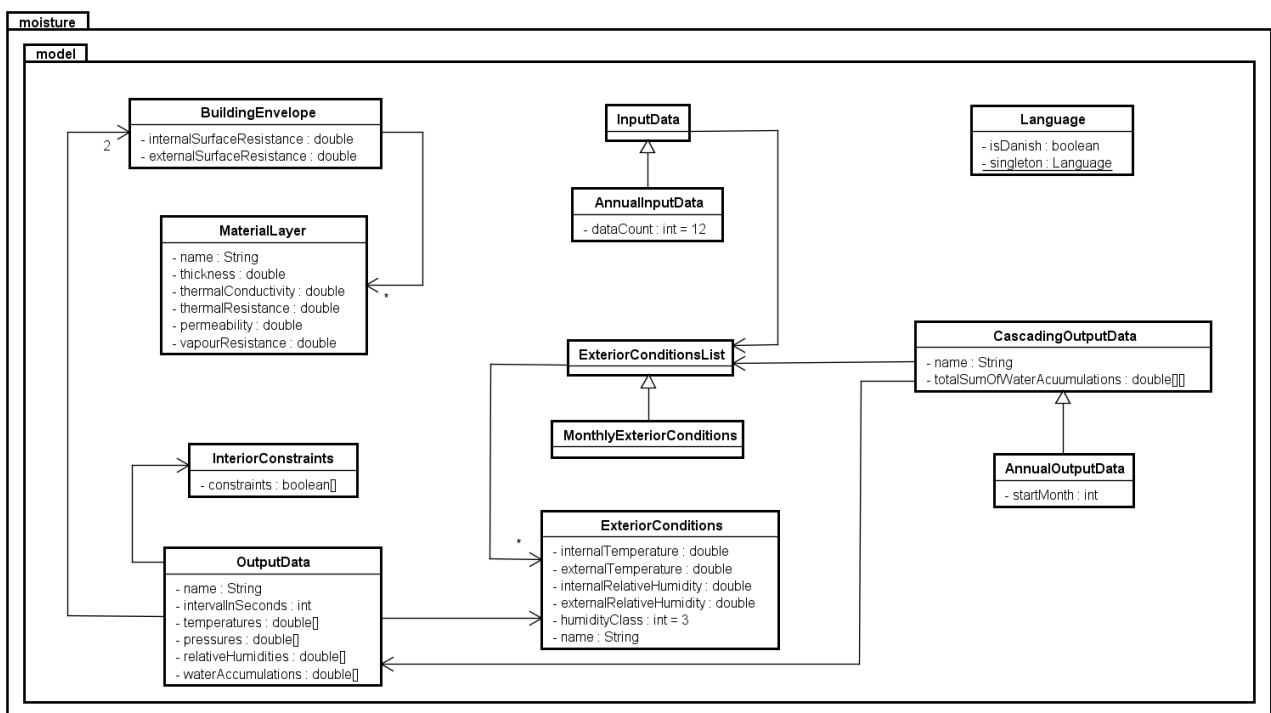 moisture
model
BuildingEnvelope
- internalSurfaceResistance : double
- externalSurfaceResistance : double
2
MaterialLayer
- name : String
- thickness : double
- thermalConductivity : double
- thermalResistance : double
- permeability : double
- vapourResistance : double
*
InputData
AnnualInputData
- dataCount : int = 12
Language
- isDanish : boolean
- singleton : Language
ExteriorConditionsList
MonthlyExteriorConditions
CascadingOutputData
- name : String
- totalSumOfWaterAcuumulations : double[][]
AnnualOutputData
- startMonth : int
InteriorConstraints
- constraints : boolean[]
OutputData
- name : String
- intervalInSeconds : int
- temperatures : double[]
- pressures : double[]
- relativeHumidities : double[]
- waterAccumulations : double[]
*
ExteriorConditions
- internalTemperature : double
- externalTemperature : double
- internalRelativeHumidity : double
- externalRelativeHumidity : double
- humidityClass : int = 3
- name : String